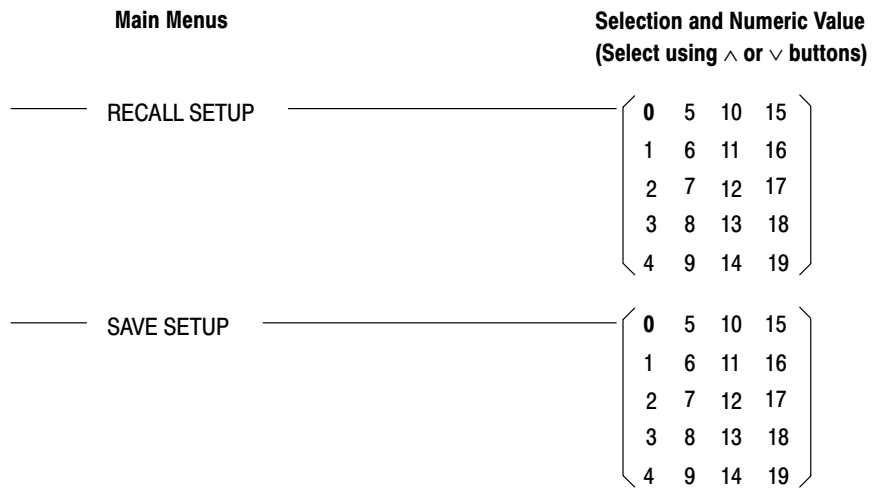 Main Menus
Selection and Numeric Value
(Select using ∧ or ∨ buttons)
RECALL SETUP
0 5 10 15
1 6 11 16
2 7 12 17
3 8 13 18
4 9 14 19
SAVE SETUP
0 5 10 15
1 6 11 16
2 7 12 17
3 8 13 18
4 9 14 19